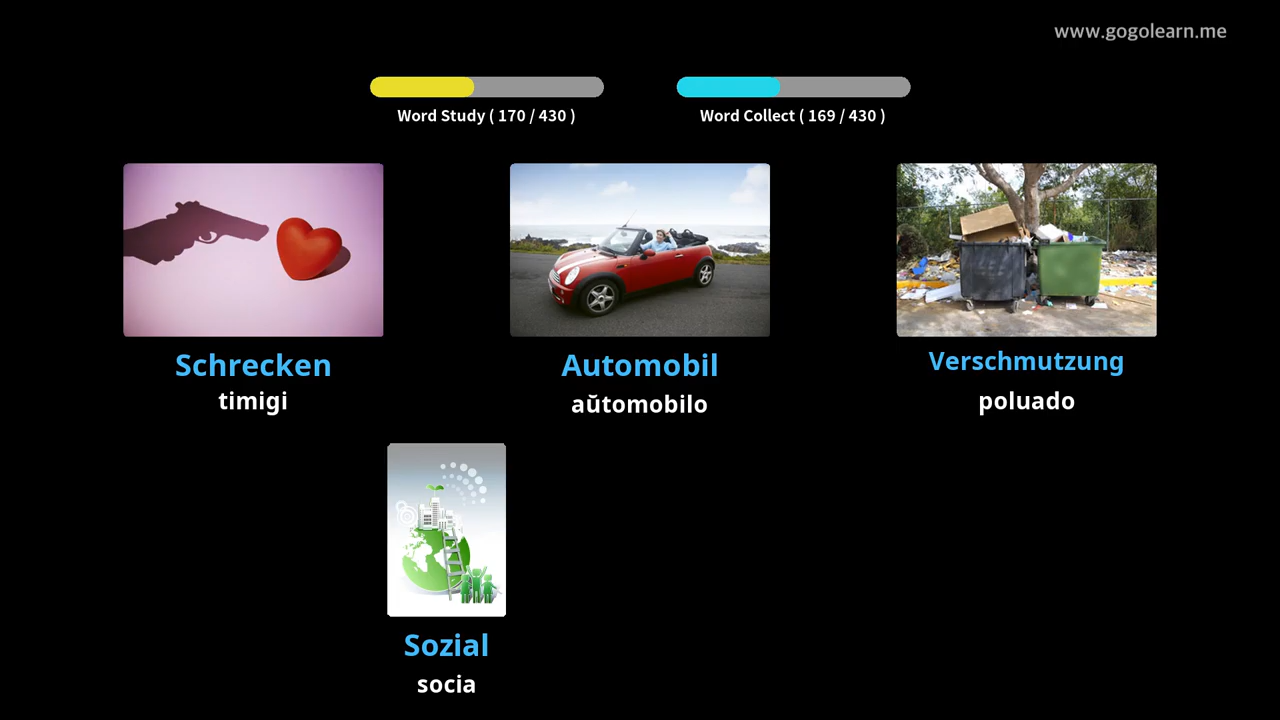 www.gogolearn.me
Word Study ( 170 / 430 )
Word Collect ( 169 / 430 )
Schrecken
timigi
Automobil
aŭtomobilo
Verschmutzung
poluado
Sozial
socia